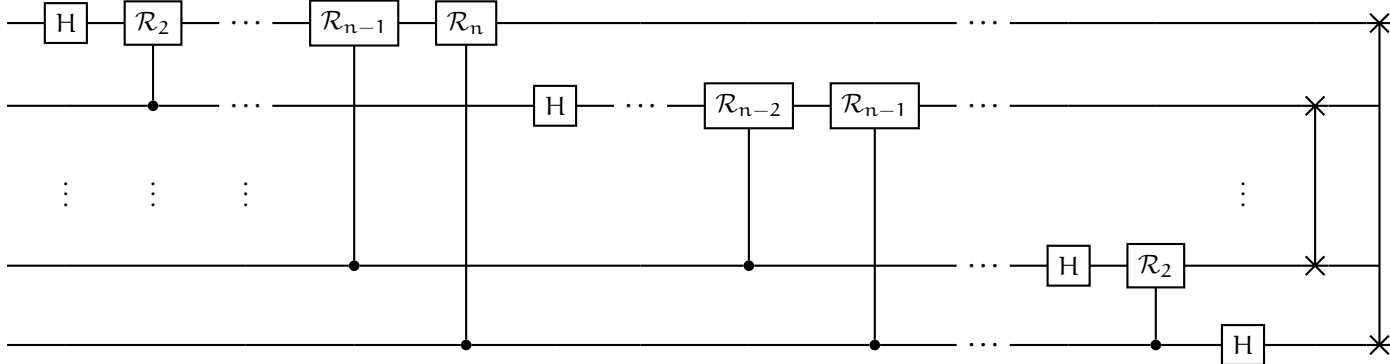 H R₂ ⋯ Rₙ₋₁ Rₙ ⋯
⋯ H ⋯ Rₙ₋₂ Rₙ₋₁ ⋯
⋮ ⋮ ⋮ ⋮
⋯ H R₂
⋯ H